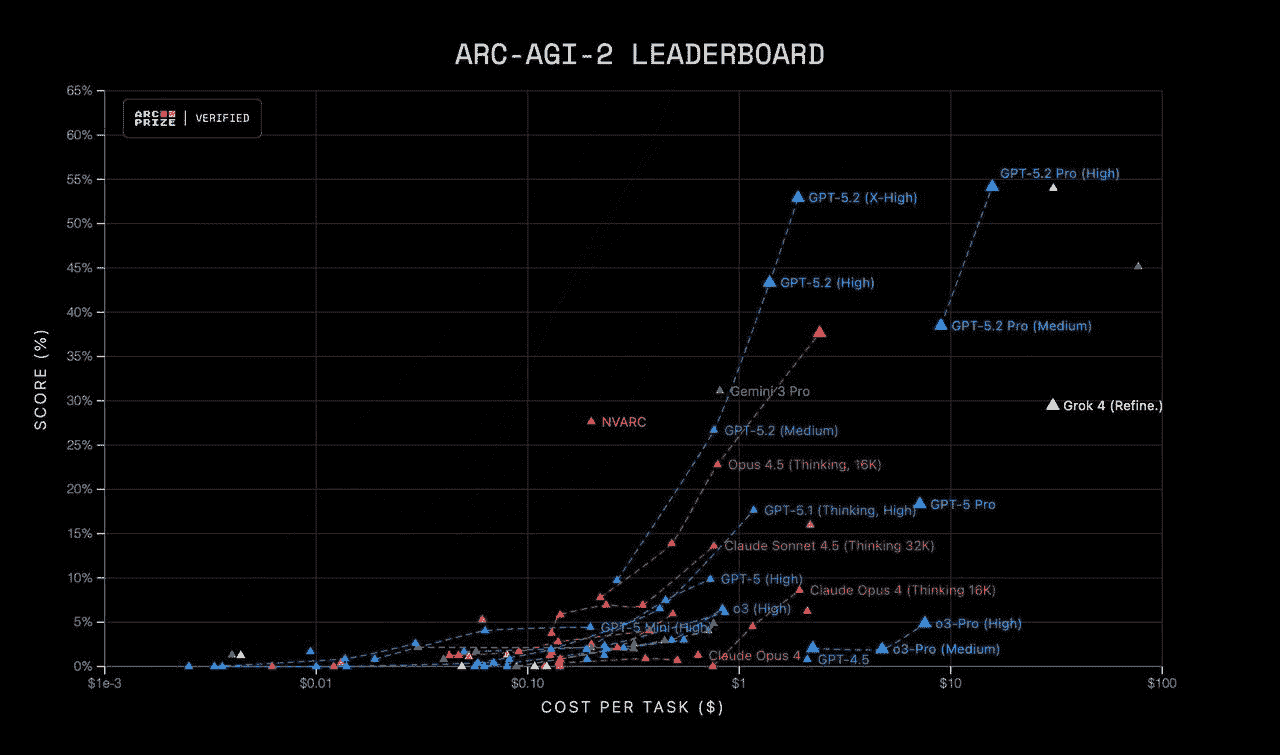 ARC-AGI-2 LEADERBOARD
ARC PRIZE | VERIFIED
65%
60%
55%
50%
45%
40%
35%
30%
25%
20%
15%
10%
5%
0%
SCORE (%)
GPT-5.2 Pro (High)
GPT-5.2 (X-High)
GPT-5.2 (High)
GPT-5.2 Pro (Medium)
Gemini 3 Pro
Grok 4 (Refine.)
NVARC
GPT-5.2 (Medium)
Opus 4.5 (Thinking, 16K)
GPT-5 Pro
GPT-5.1 (Thinking, High)
Claude Sonnet 4.5 (Thinking 32K)
GPT-5 (High)
Claude Opus 4 (Thinking 16K)
o3 (High)
GPT-5 Mini (High)
o3-Pro (High)
o3-Pro (Medium)
Claude Opus 4
GPT-4.5
$1e-3
$0.01
$0.10
$1
$10
$100
COST PER TASK ($)